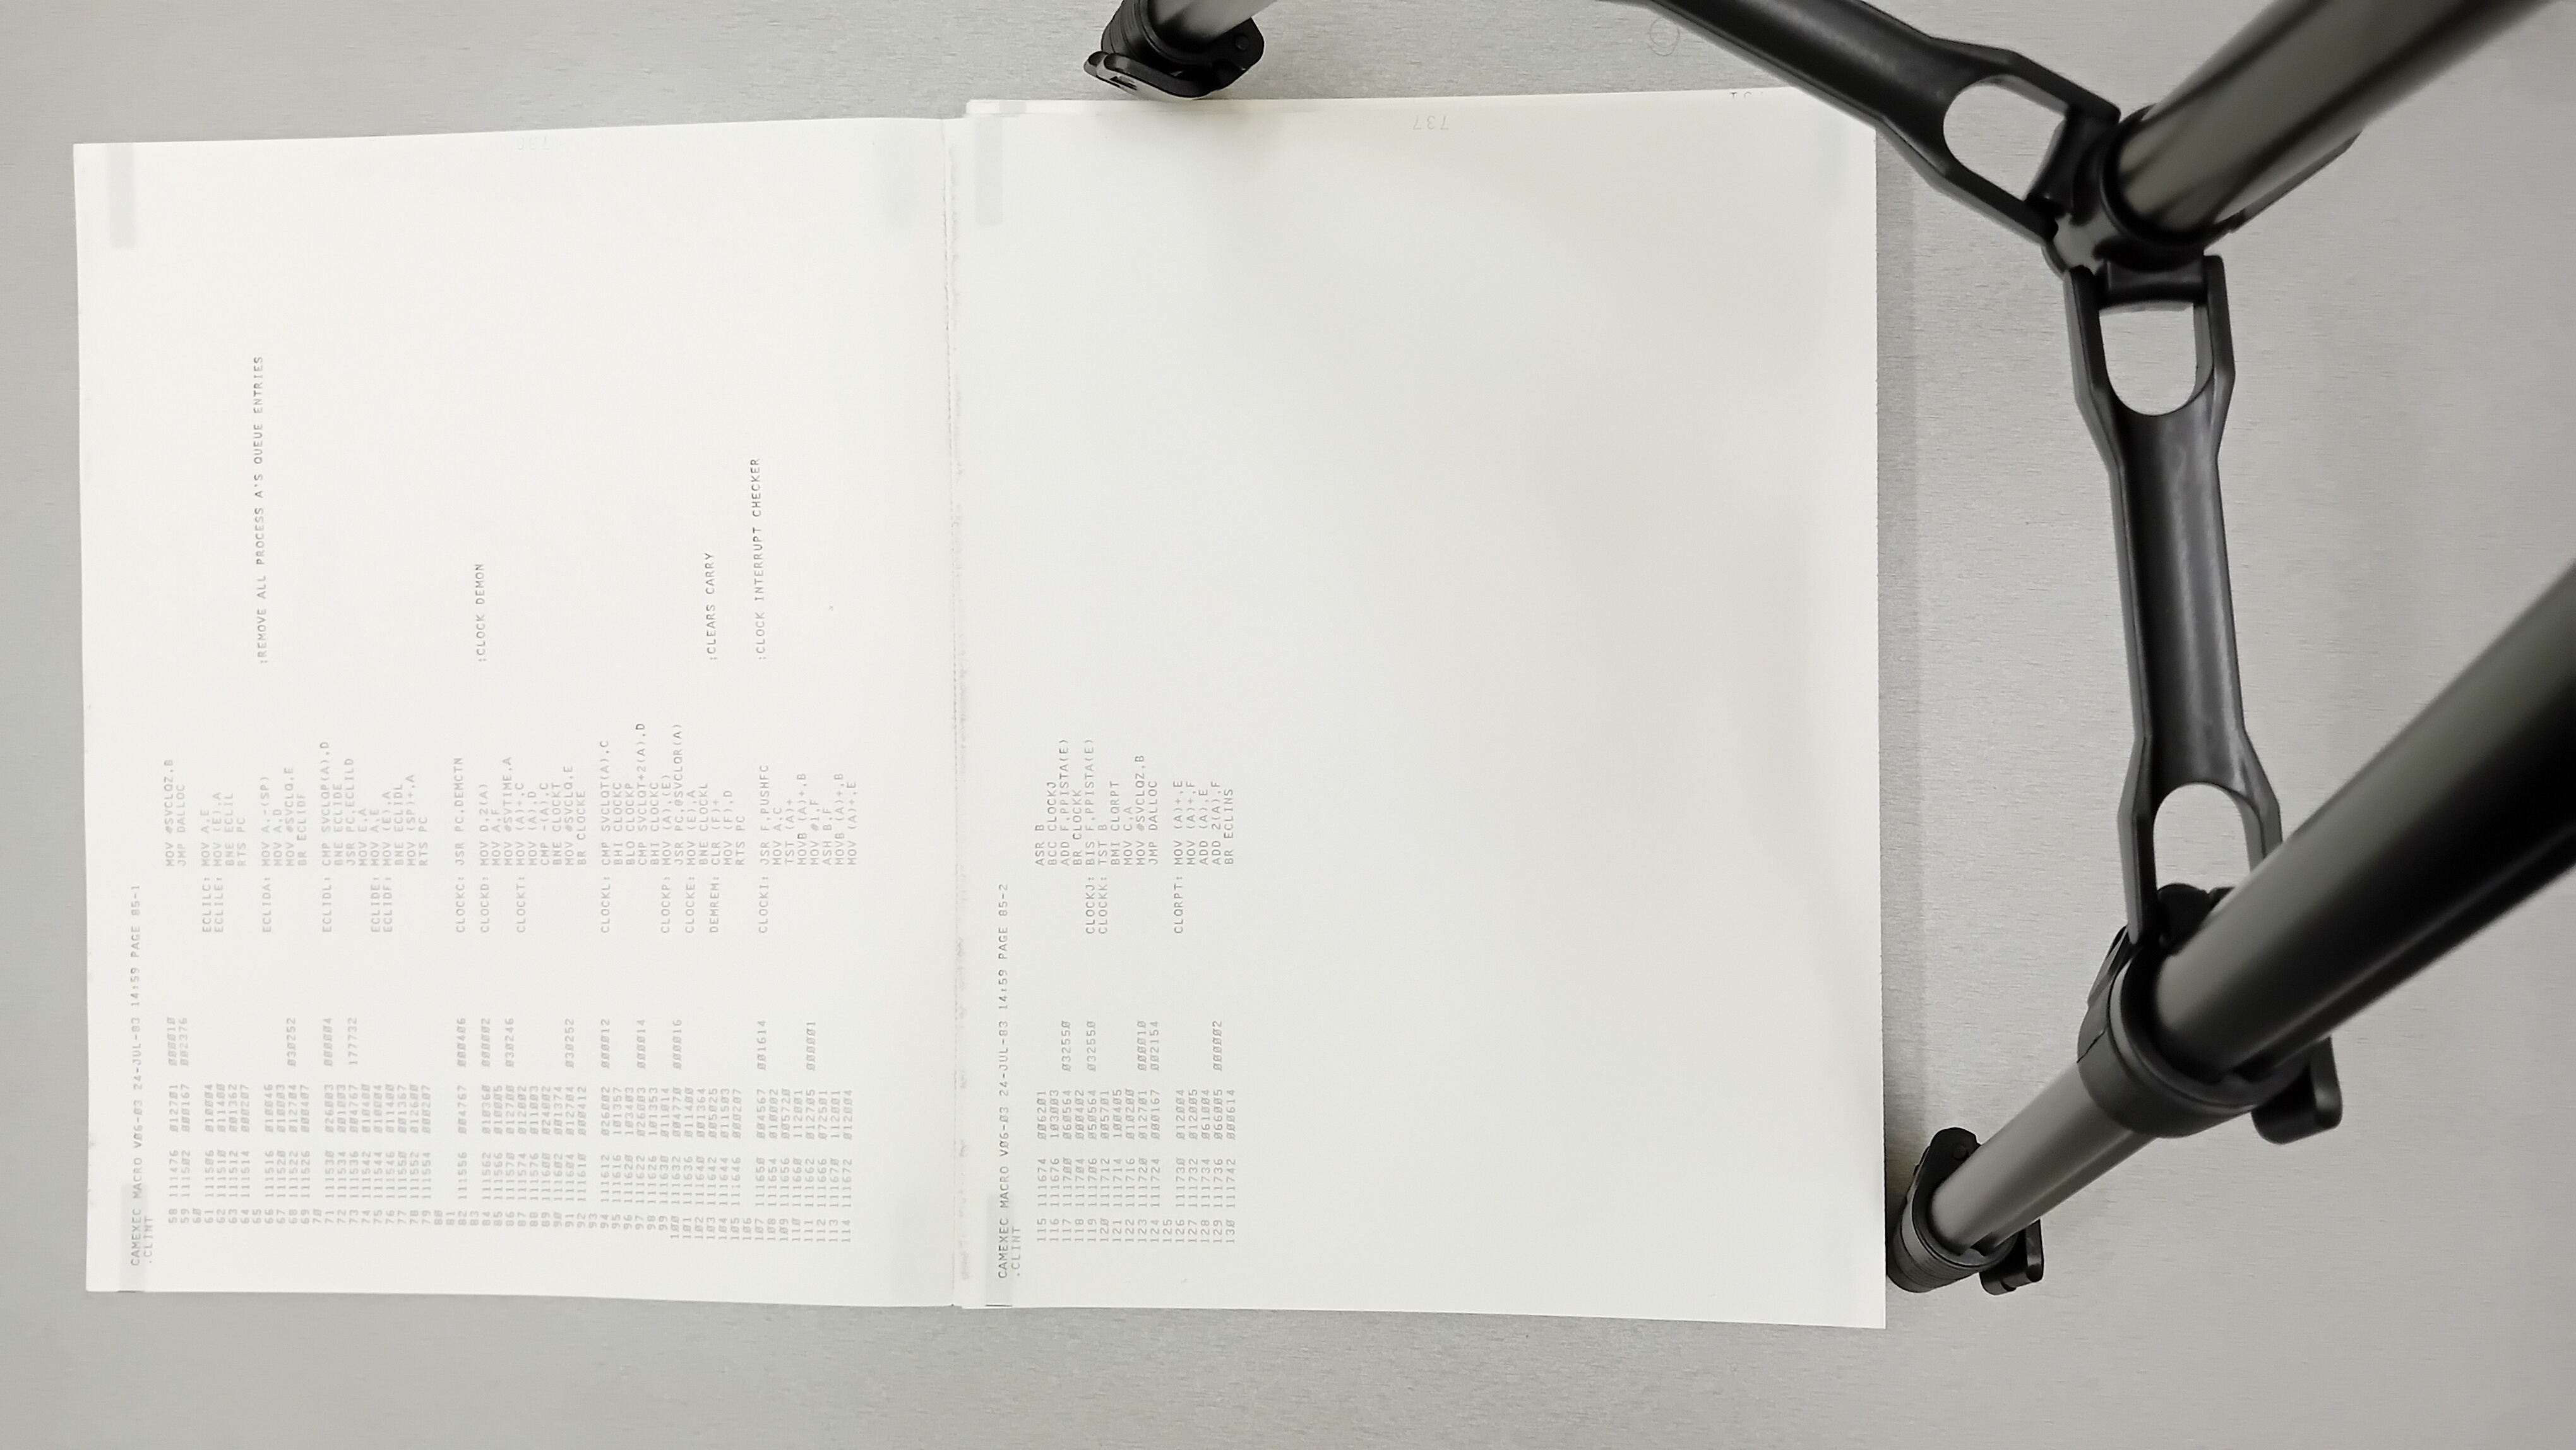 CAMEXEC MACRO V06-03 24-JUL-83 14:59 PAGE 85-1
.CLINT
58 111476 012701 000010 MOV #SVCLQZ,B
59 111502 000167 002376 JMP DALLOC
60
61 111506 010004 ECLILC: MOV A,E
62 111510 011400 ECLILE: MOV (E),A
63 111512 001362 BNE ECLIL
64 111514 000207 RTS PC
65
66 111516 010046 ECLIDA: MOV A,-(SP) ;REMOVE ALL PROCESS A'S QUEUE ENTRIES
67 111520 010003 MOV A,D
68 111522 012704 030252 MOV #SVCLQ,E
69 111526 000407 BR ECLIDF
70
71 111530 026003 000004 ECLIDL: CMP SVCLQP(A),D
72 111534 001003 BNE ECLIDE
73 111536 004767 177732 JSR PC,ECLILD
74 111542 010400 MOV E,A
75 111544 010004 ECLIDE: MOV A,E
76 111546 011400 ECLIDF: MOV (E),A
77 111550 001367 BNE ECLIDL
78 111552 012600 MOV (SP)+,A
79 111554 000207 RTS PC
80
81
82 111556 004767 000406 CLOCKC: JSR PC,DEMCTN
83
84 111562 010360 000002 CLOCKD: MOV D,2(A) ;CLOCK DEMON
85 111566 010005 MOV A,F
86 111570 012700 030246 MOV #SVTIME,A
87 111574 012002 CLOCKT: MOV (A)+,C
88 111576 011003 MOV (A),D
89 111600 024002 CMP -(A),C
90 111602 001374 BNE CLOCKT
91 111604 012704 030252 MOV #SVCLQ,E
92 111610 000412 BR CLOCKE
93
94 111612 026002 000012 CLOCKL: CMP SVCLQT(A),C
95 111616 101357 BHI CLOCKC
96 111620 103403 BLO CLOCKP
97 111622 026003 000014 CMP SVCLQT+2(A),D
98 111626 101353 BHI CLOCKC
99 111630 011014 CLOCKP: MOV (A),(E)
100 111632 004770 000016 JSR PC,@SVCLQR(A)
101 111636 011400 CLOCKE: MOV (E),A
102 111640 001364 BNE CLOCKL
103 111642 005025 DEMREM: CLR (F)+ ;CLEARS CARRY
104 111644 011503 MOV (F),D
105 111646 000207 RTS PC
106
107 111650 004567 001614 CLOCKI: JSR F,PUSHFC ;CLOCK INTERRUPT CHECKER
108 111654 010002 MOV A,C
109 111656 005720 TST (A)+
110 111660 112001 MOVB (A)+,B
111 111662 012705 000001 MOV #1,F
112 111666 072501 ASH B,F
113 111670 112001 MOVB (A)+,B
114 111672 012004 MOV (A)+,E
CAMEXEC MACRO V06-03 24-JUL-83 14:59 PAGE 85-2
.CLINT
115 111674 006201 ASR B
116 111676 103003 BCC CLOCKJ
117 111700 060564 032550 ADD F,PPISTA(E)
118 111704 000402 BR CLOCKK
119 111706 050564 032550 CLOCKJ: BIS F,PPISTA(E)
120 111712 005701 CLOCKK: TST B
121 111714 100405 BMI CLQRPT
122 111716 010200 MOV C,A
123 111720 012701 000010 MOV #SVCLQZ,B
124 111724 000167 002154 JMP DALLOC
125
126 111730 012004 CLQRPT: MOV (A)+,E
127 111732 012005 MOV (A)+,F
128 111734 061004 ADD (A),E
129 111736 066005 000002 ADD 2(A),F
130 111742 000614 BR ECLINS
737